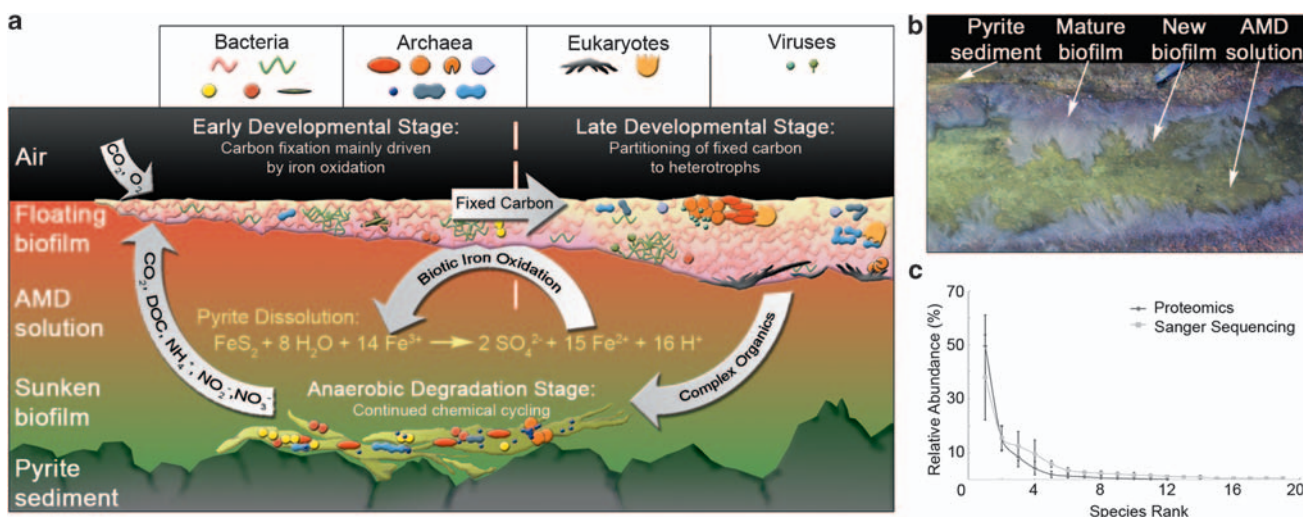 a
Bacteria
Archaea
Eukaryotes
Viruses
Early Developmental Stage:
Carbon fixation mainly driven
by iron oxidation
Late Developmental Stage:
Partitioning of fixed carbon
to heterotrophs
Air
CO₂, O₂
Floating
biofilm
Fixed Carbon
Biotic Iron Oxidation
AMD
solution
CO₂, DOC, NH₄⁺, NO₂⁻, NO₃⁻
Pyrite Dissolution:
FeS₂ + 8 H₂O + 14 Fe³⁺ → 2 SO₄²⁻ + 15 Fe²⁺ + 16 H⁺
Complex Organics
Sunken
biofilm
Anaerobic Degradation Stage:
Continued chemical cycling
Pyrite
sediment
b
Pyrite
sediment
Mature
biofilm
New
biofilm
AMD
solution
c
Relative Abundance (%)
70
50
30
10
Proteomics
Sanger Sequencing
0
4
8
12
16
20
Species Rank